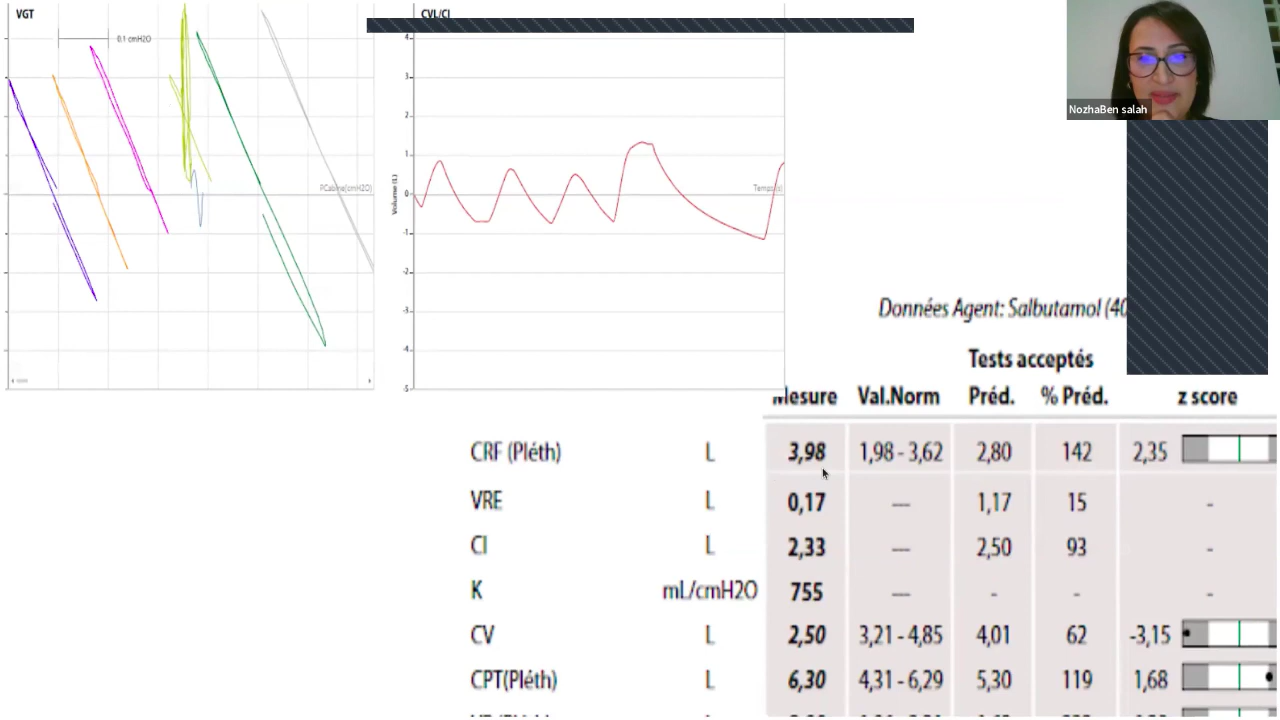 VGT
0.1 cmH2O
PCabine(cmH2O)
CVL/CI
Volume (L)
4
3
2
1
0
-1
-2
-3
-4
-5
Temps(s)
NozhaBen salah
Données Agent: Salbutamol (40
Tests acceptés
Mesure Val.Norm Préd. % Préd. z score
CRF (Pléth) L 3,98 1,98 - 3,62 2,80 142 2,35
VRE L 0,17 --- 1,17 15 -
CI L 2,33 --- 2,50 93 -
K mL/cmH2O 755 --- - - -
CV L 2,50 3,21 - 4,85 4,01 62 -3,15
CPT(Pléth) L 6,30 4,31 - 6,29 5,30 119 1,68